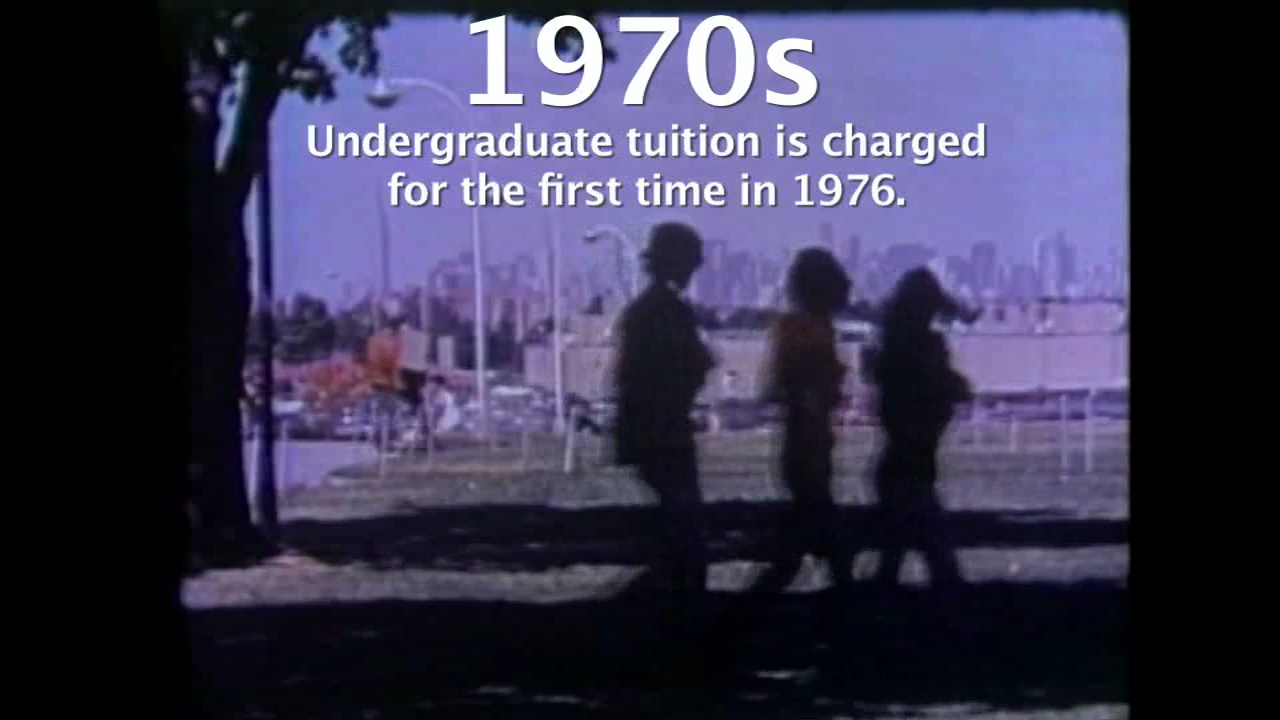 1970s
Undergraduate tuition is charged
for the first time in 1976.